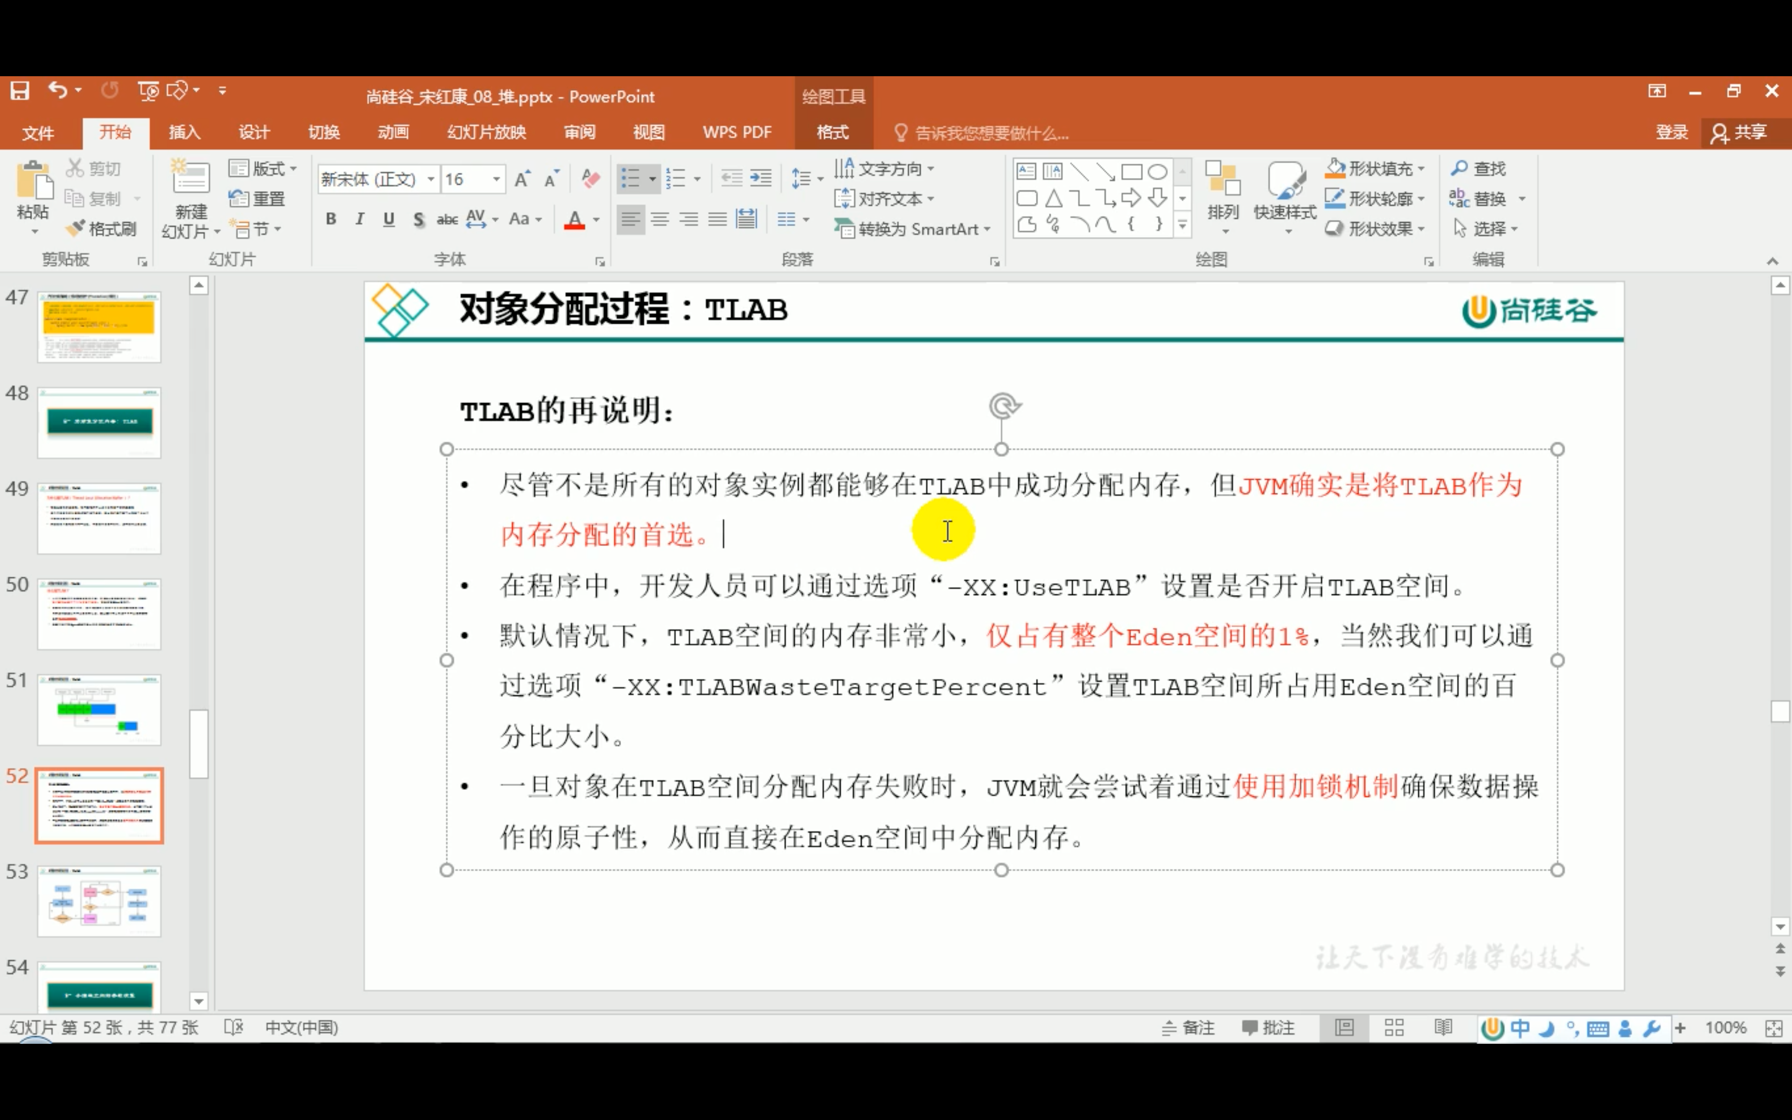 尚硅谷_宋红康_08_堆.pptx - PowerPoint
绘图工具
文件 开始 插入 设计 切换 动画 幻灯片放映 审阅 视图 WPS PDF 格式 告诉我您想要做什么... 登录 共享
粘贴
剪切
复制
格式刷
剪贴板
新建
幻灯片
版式
重置
节
幻灯片
新宋体 (正文) 16
B I U S abc AV Aa A
字体
文字方向
对齐文本
转换为 SmartArt
段落
排列
快速样式
形状填充
形状轮廓
形状效果
绘图
查找
替换
选择
编辑
47
48
49
50
51
52
53
54
对象分配过程：TLAB
尚硅谷
TLAB的再说明：
• 尽管不是所有的对象实例都能够在TLAB中成功分配内存，但JVM确实是将TLAB作为
内存分配的首选。
• 在程序中，开发人员可以通过选项“-XX:UseTLAB”设置是否开启TLAB空间。
• 默认情况下，TLAB空间的内存非常小，仅占有整个Eden空间的1%，当然我们可以通
过选项“-XX:TLABWasteTargetPercent”设置TLAB空间所占用Eden空间的百
分比大小。
• 一旦对象在TLAB空间分配内存失败时，JVM就会尝试着通过使用加锁机制确保数据操
作的原子性，从而直接在Eden空间中分配内存。
让天下没有难学的技术
幻灯片 第 52 张，共 77 张 中文(中国) 备注 批注 中 100%